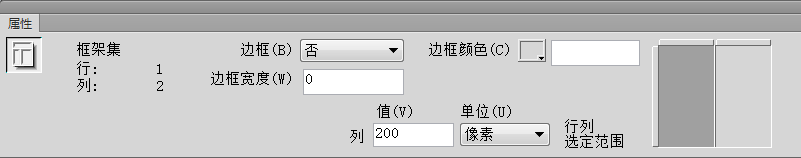 属性
框架集 边框(B) 否 边框颜色(C)
行: 1
列: 2 边框宽度(W) 0
值(V) 单位(U)
列 200 像素 行列
选定范围